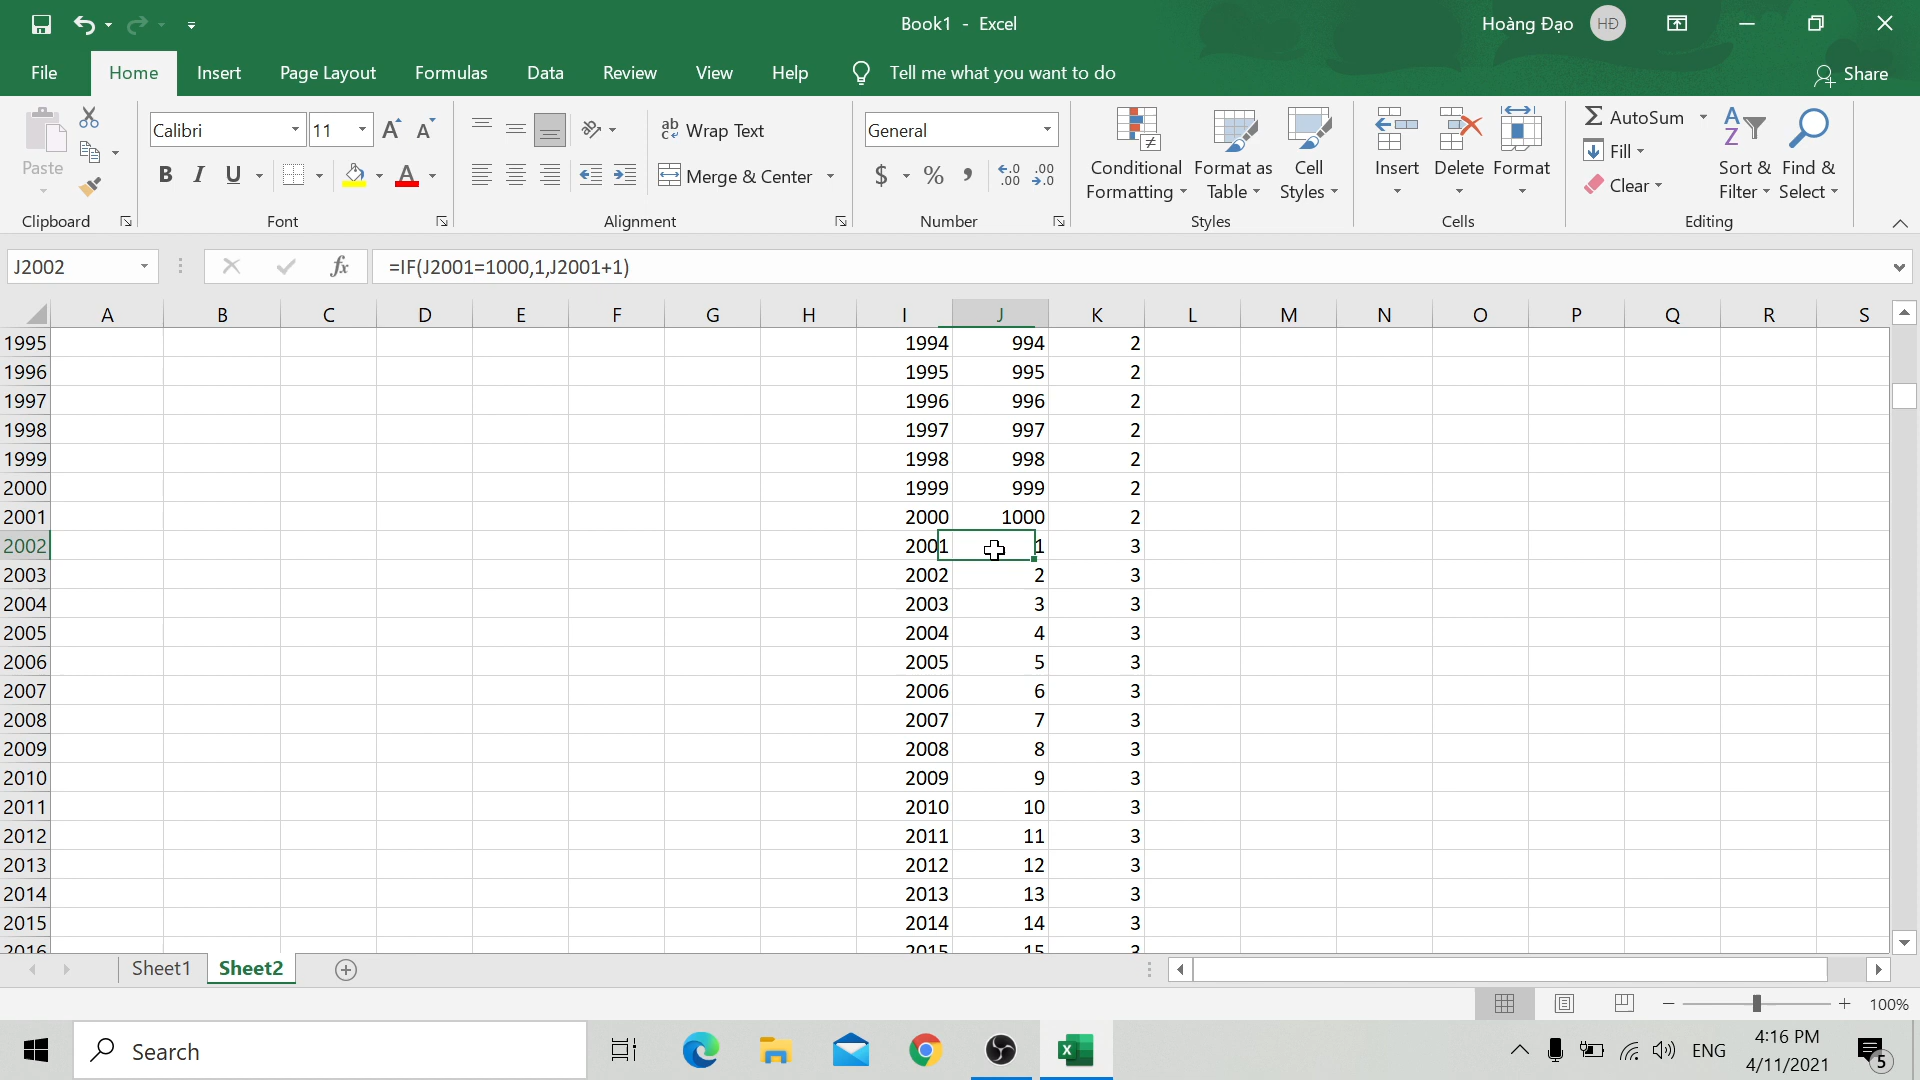 Book1 - Excel
Hoàng Đạo HĐ
File Home Insert Page Layout Formulas Data Review View Help Tell me what you want to do Share
Paste
Calibri 11 A A
ab Wrap Text
General
Conditional Formatting
Format as Table
Cell Styles
Insert Delete Format
AutoSum
Fill
Clear
Sort & Filter
Find & Select
B I U A
Merge & Center
$ % , .00 .0 .00 .0
Clipboard Font Alignment Number Styles Cells Editing
J2002 fx =IF(J2001=1000,1,J2001+1)
A B C D E F G H I J K L M N O P Q R S
1995 1994 994 2
1996 1995 995 2
1997 1996 996 2
1998 1997 997 2
1999 1998 998 2
2000 1999 999 2
2001 2000 1000 2
2002 2001 1 3
2003 2002 2 3
2004 2003 3 3
2005 2004 4 3
2006 2005 5 3
2007 2006 6 3
2008 2007 7 3
2009 2008 8 3
2010 2009 9 3
2011 2010 10 3
2012 2011 11 3
2013 2012 12 3
2014 2013 13 3
2015 2014 14 3
2016 2015 15 3
Sheet1 Sheet2
100%
Search
ENG
4:16 PM
4/11/2021
5